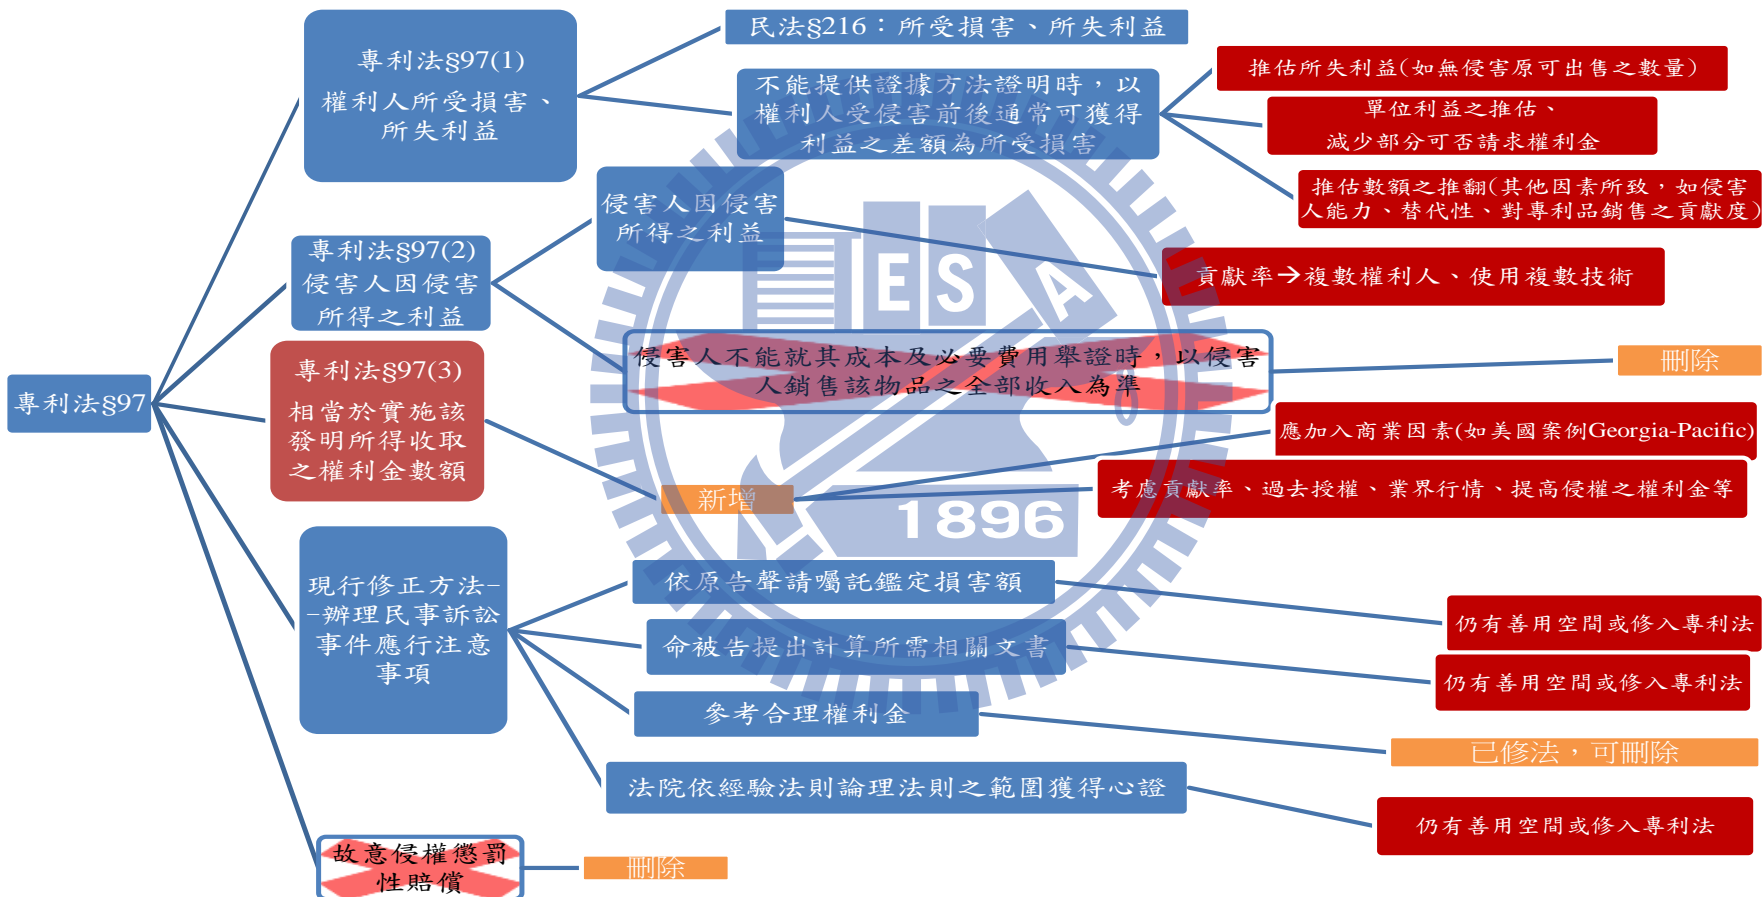 專利法§97
專利法§97(1)
權利人所受損害、
所失利益
民法§216：所受損害、所失利益
不能提供證據方法證明時，以
權利人受侵害前後通常可獲得
利益之差額為所受損害
推估所失利益(如無侵害原可出售之數量)
單位利益之推估、
減少部分可否請求權利金
推估數額之推翻(其他因素所致，如侵害
人能力、替代性、對專利品銷售之貢獻度)
專利法§97(2)
侵害人因侵害
所得之利益
侵害人因侵害
所得之利益
貢獻率→複數權利人、使用複數技術
侵害人不能就其成本及必要費用舉證時，以侵害
人銷售該物品之全部收入為準
刪除
專利法§97(3)
相當於實施該
發明所得收取
之權利金數額
新增
應加入商業因素(如美國案例Georgia-Pacific)
考慮貢獻率、過去授權、業界行情、提高侵權之權利金等
現行修正方法-
-辦理民事訴訟
事件應行注意
事項
依原告聲請囑託鑑定損害額
仍有善用空間或修入專利法
命被告提出計算所需相關文書
仍有善用空間或修入專利法
參考合理權利金
已修法，可刪除
法院依經驗法則論理法則之範圍獲得心證
仍有善用空間或修入專利法
故意侵權懲罰
性賠償
刪除
ESA
1896